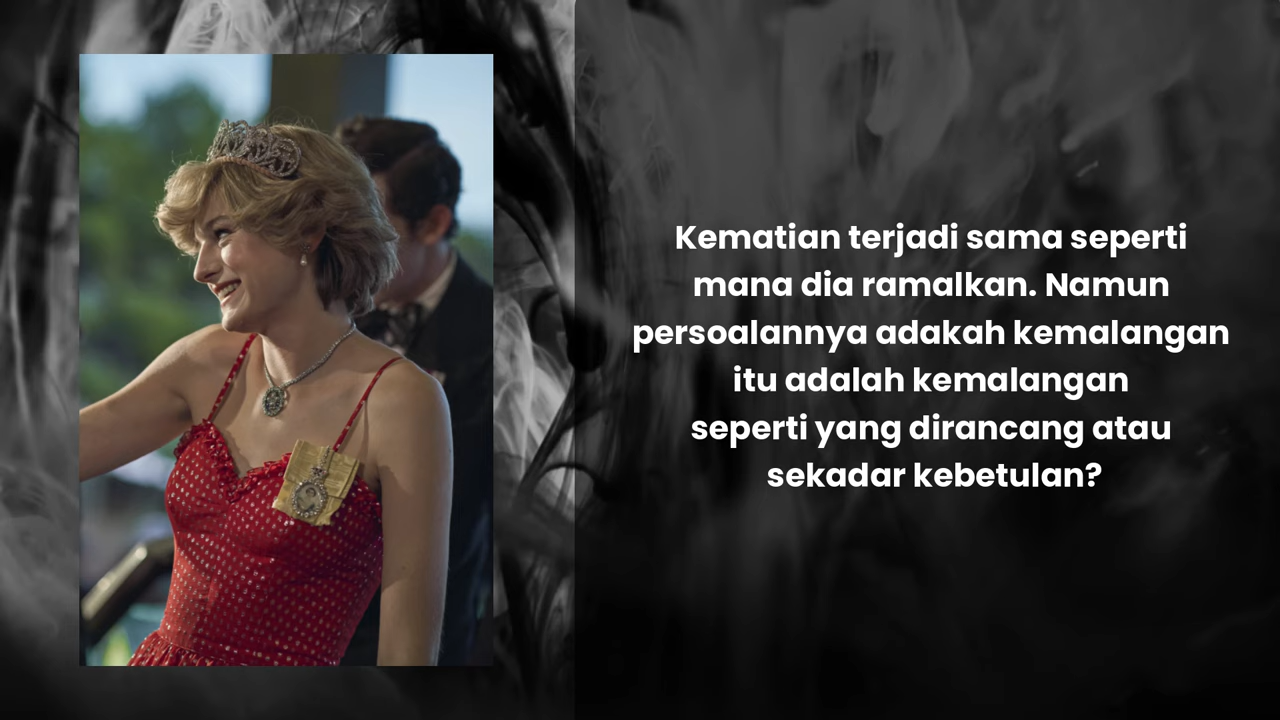 Kematian terjadi sama seperti
mana dia ramalkan. Namun
persoalannya adakah kemalangan
itu adalah kemalangan
seperti yang dirancang atau
sekadar kebetulan?